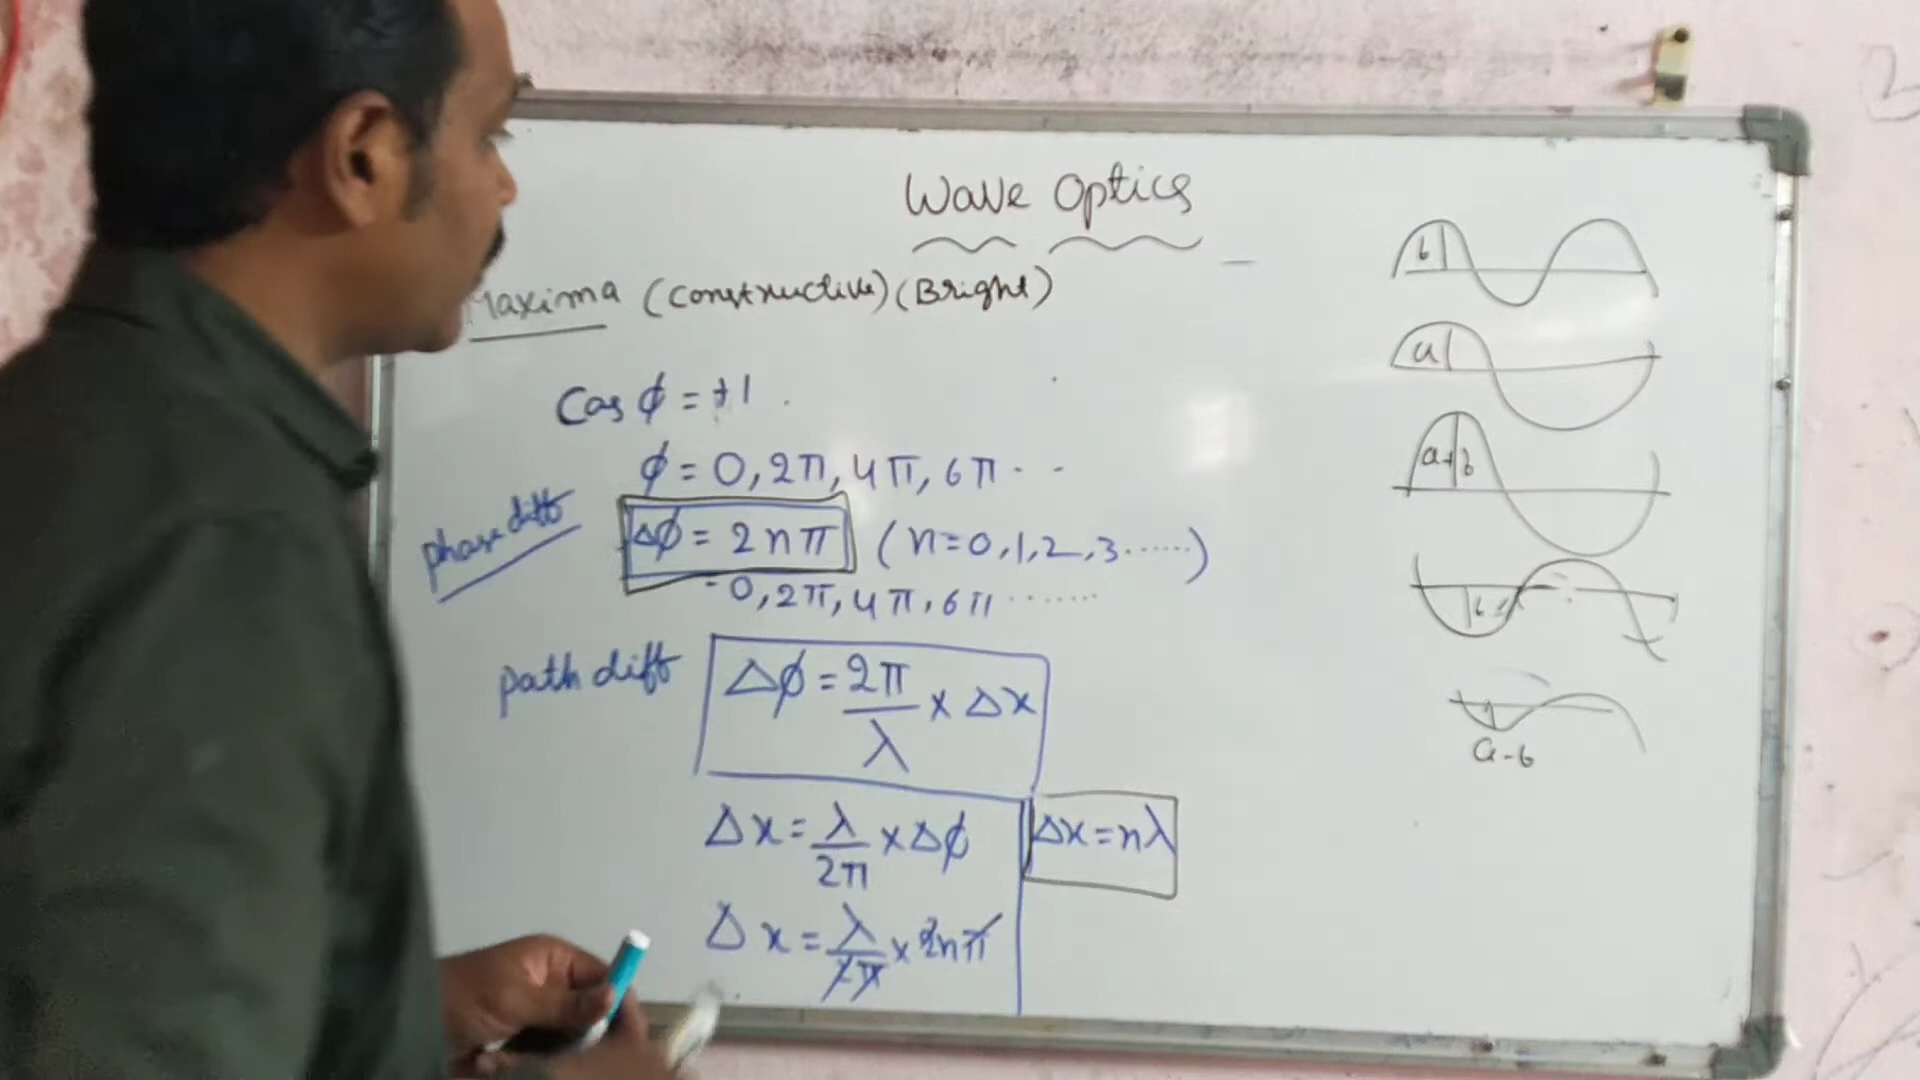 Wave Optics
Maxima (Constructive) (Bright)
Cos ϕ = +1
ϕ = 0, 2π, 4π, 6π . .
phase diff
Δϕ = 2nπ (n=0,1,2,3......)
= 0, 2π, 4π, 6π .......
path diff
Δϕ = 2π/λ × Δx
Δx = λ/2π × Δϕ
Δx = nλ
Δx = λ/2π × 2nπ
b
a
a+b
b
a-b